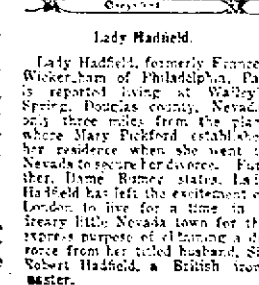 Copyright
Lady Hadfield.
Lady Hadfield, formerly Frances
Wickersham of Philadelphia, Pa.
is reported living at Walley
Spring, Douglas county, Nevada
only three miles from the place
where Mary Pickford established
her residence when she went to
Nevada to secure her divorce. Fur
ther, Dame Rumor states, Lady
Hadfield has left the excitement of
London to live for a time in
dreary little Nevada town for the
express purpose of obtaining a di
vorce from her titled husband, Sir
Robert Hadfield, a British iron
master.